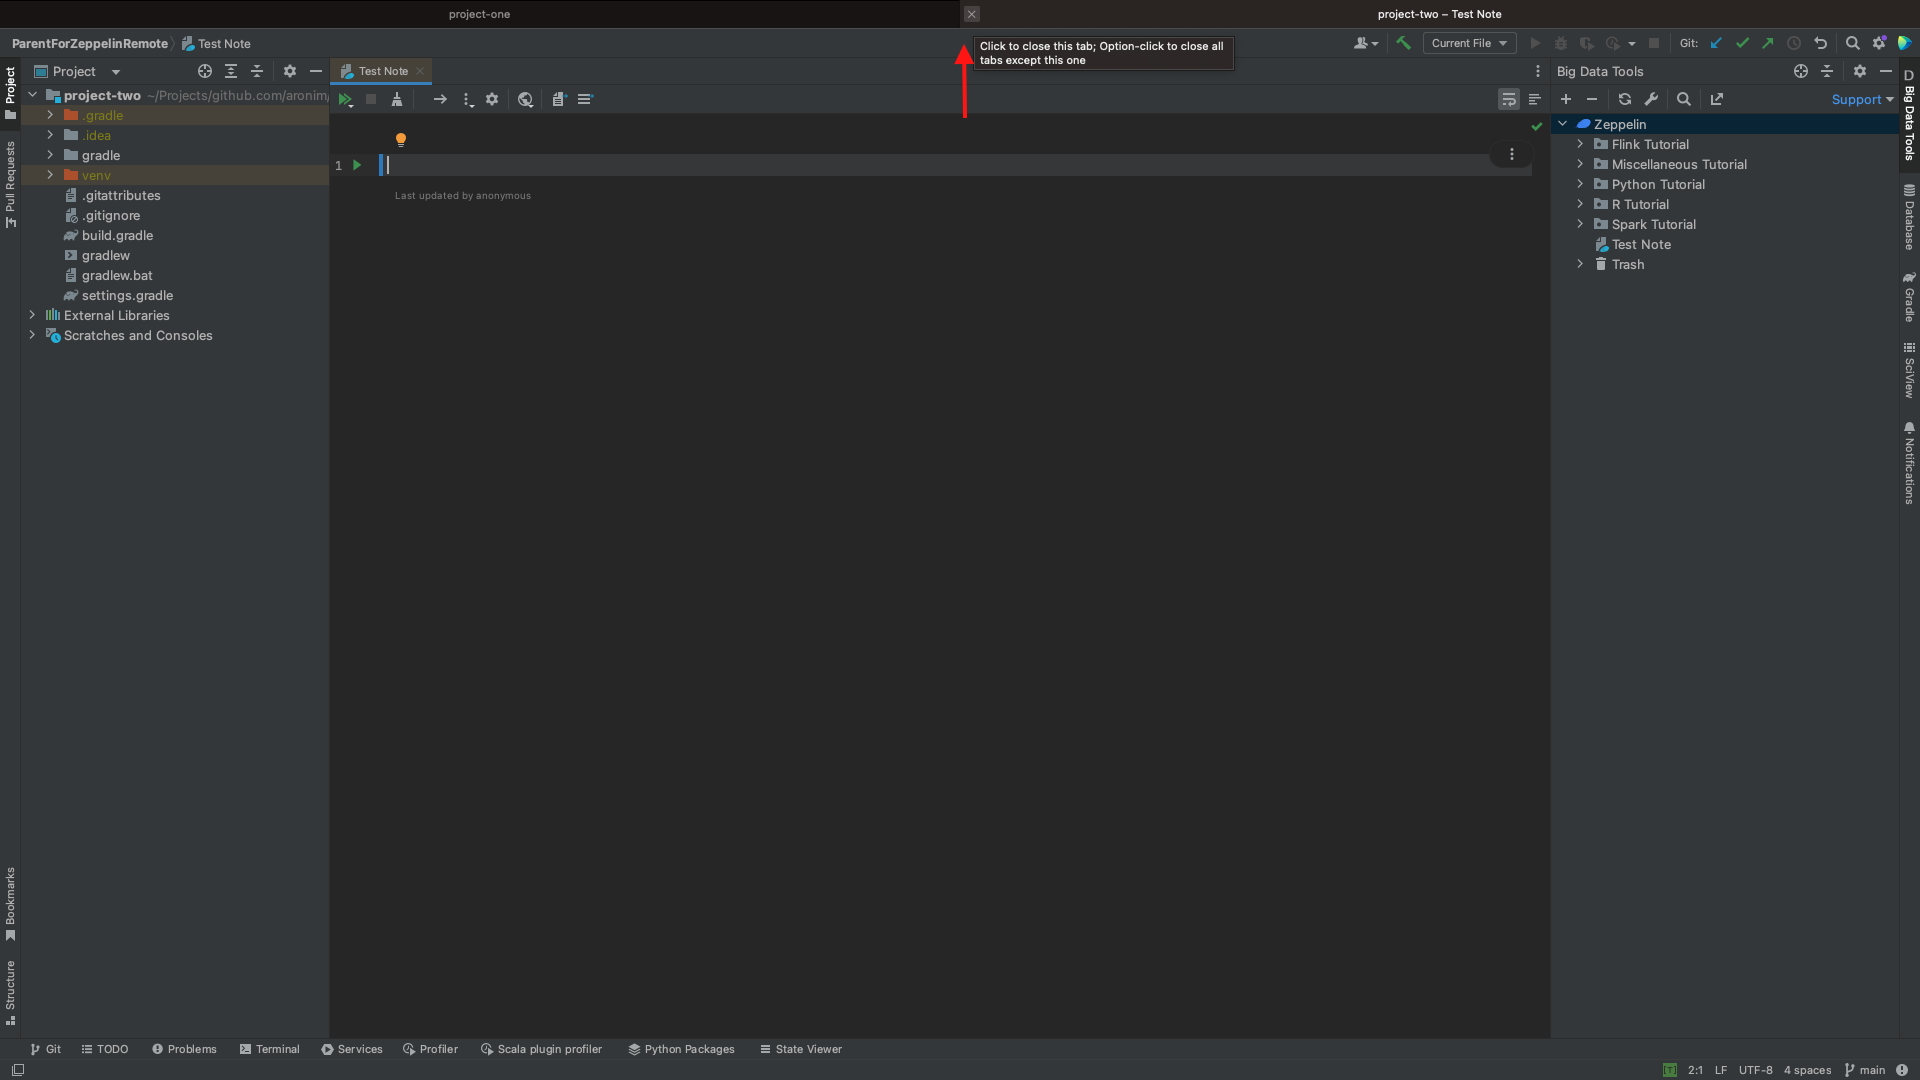 project-one
project-two – Test Note
ParentForZeppelinRemote
Test Note
Click to close this tab; Option-click to close all
tabs except this one
Current File
Git:
Project
Test Note
Big Data Tools
Support
project-two ~/Projects/github.com/aronim/
.gradle
.idea
gradle
venv
.gitattributes
.gitignore
build.gradle
gradlew
gradlew.bat
settings.gradle
External Libraries
Scratches and Consoles
1
Last updated by anonymous
Zeppelin
Flink Tutorial
Miscellaneous Tutorial
Python Tutorial
R Tutorial
Spark Tutorial
Test Note
Trash
Project
Pull Requests
Bookmarks
Structure
D
Big Data Tools
Database
Gradle
SciView
Notifications
Git
TODO
Problems
Terminal
Services
Profiler
Scala plugin profiler
Python Packages
State Viewer
[T]
2:1
LF
UTF-8
4 spaces
main